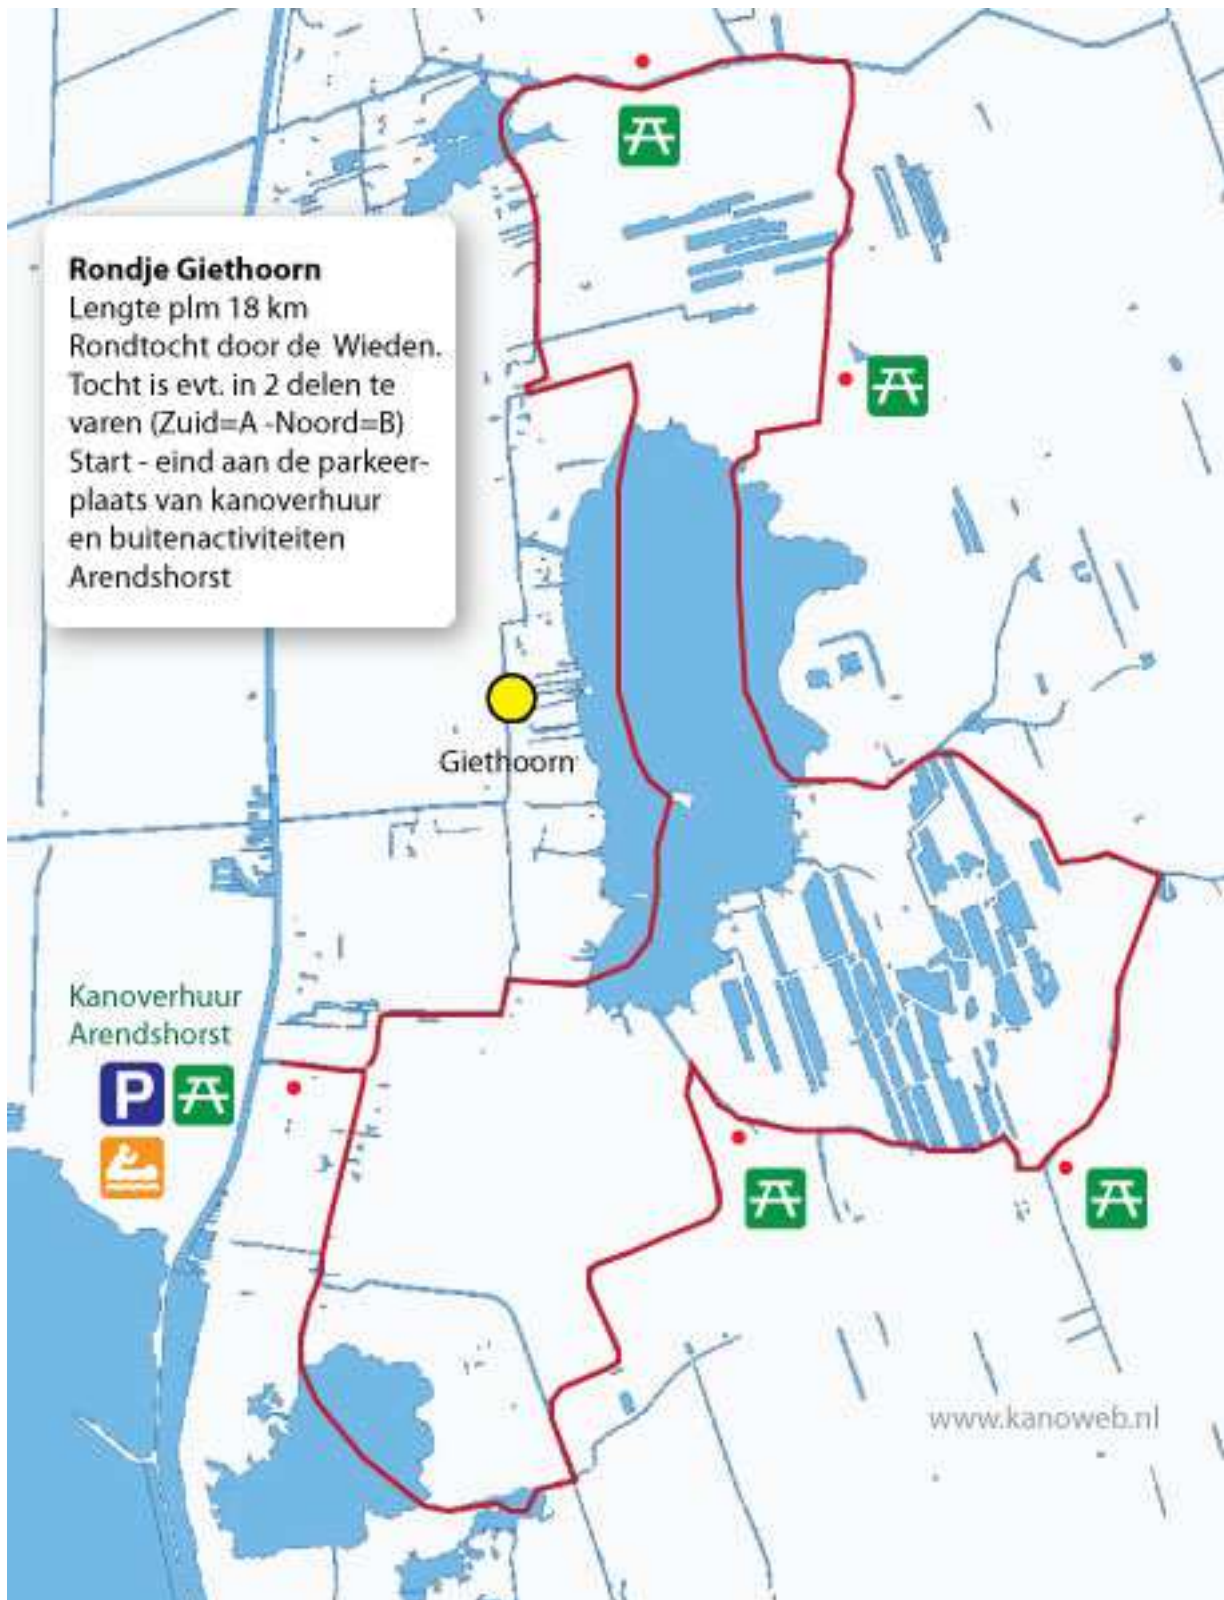 Rondje Giethoorn
Lengte plm 18 km
Rondtocht door de Wieden.
Tocht is evt. in 2 delen te
varen (Zuid=A -Noord=B)
Start - eind aan de parkeer-
plaats van kanoverhuur
en buitenactiviteiten
Arendshorst
Giethoorn
Kanoverhuur
Arendshorst
P
www.kanoweb.nl